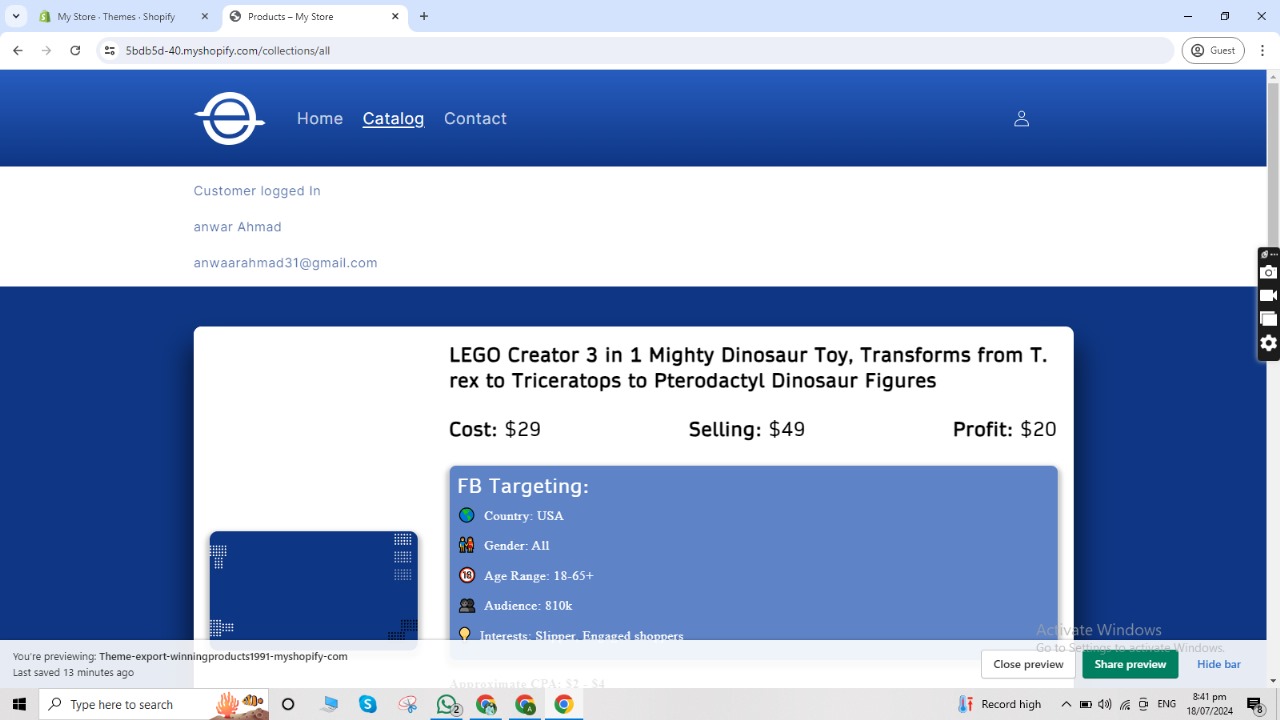 My Store · Themes · Shopify
Products – My Store
5bdb5d-40.myshopify.com/collections/all
Guest
Home
Catalog
Contact
Customer logged In
anwar Ahmad
anwaarahmad31@gmail.com
LEGO Creator 3 in 1 Mighty Dinosaur Toy, Transforms from T.
rex to Triceratops to Pterodactyl Dinosaur Figures
Cost: $29 Selling: $49 Profit: $20
FB Targeting:
Country: USA
Gender: All
Age Range: 18-65+
Audience: 810k
Interests: Slipper, Engaged shoppers
Approximate CPA: $2 - $4
Activate Windows
Go to Settings to activate Windows.
You're previewing: Theme-export-winningproducts1991-myshopify-com
Last saved 13 minutes ago
Close preview
Share preview
Hide bar
Type here to search
Record high
ENG
8:41 pm
18/07/2024